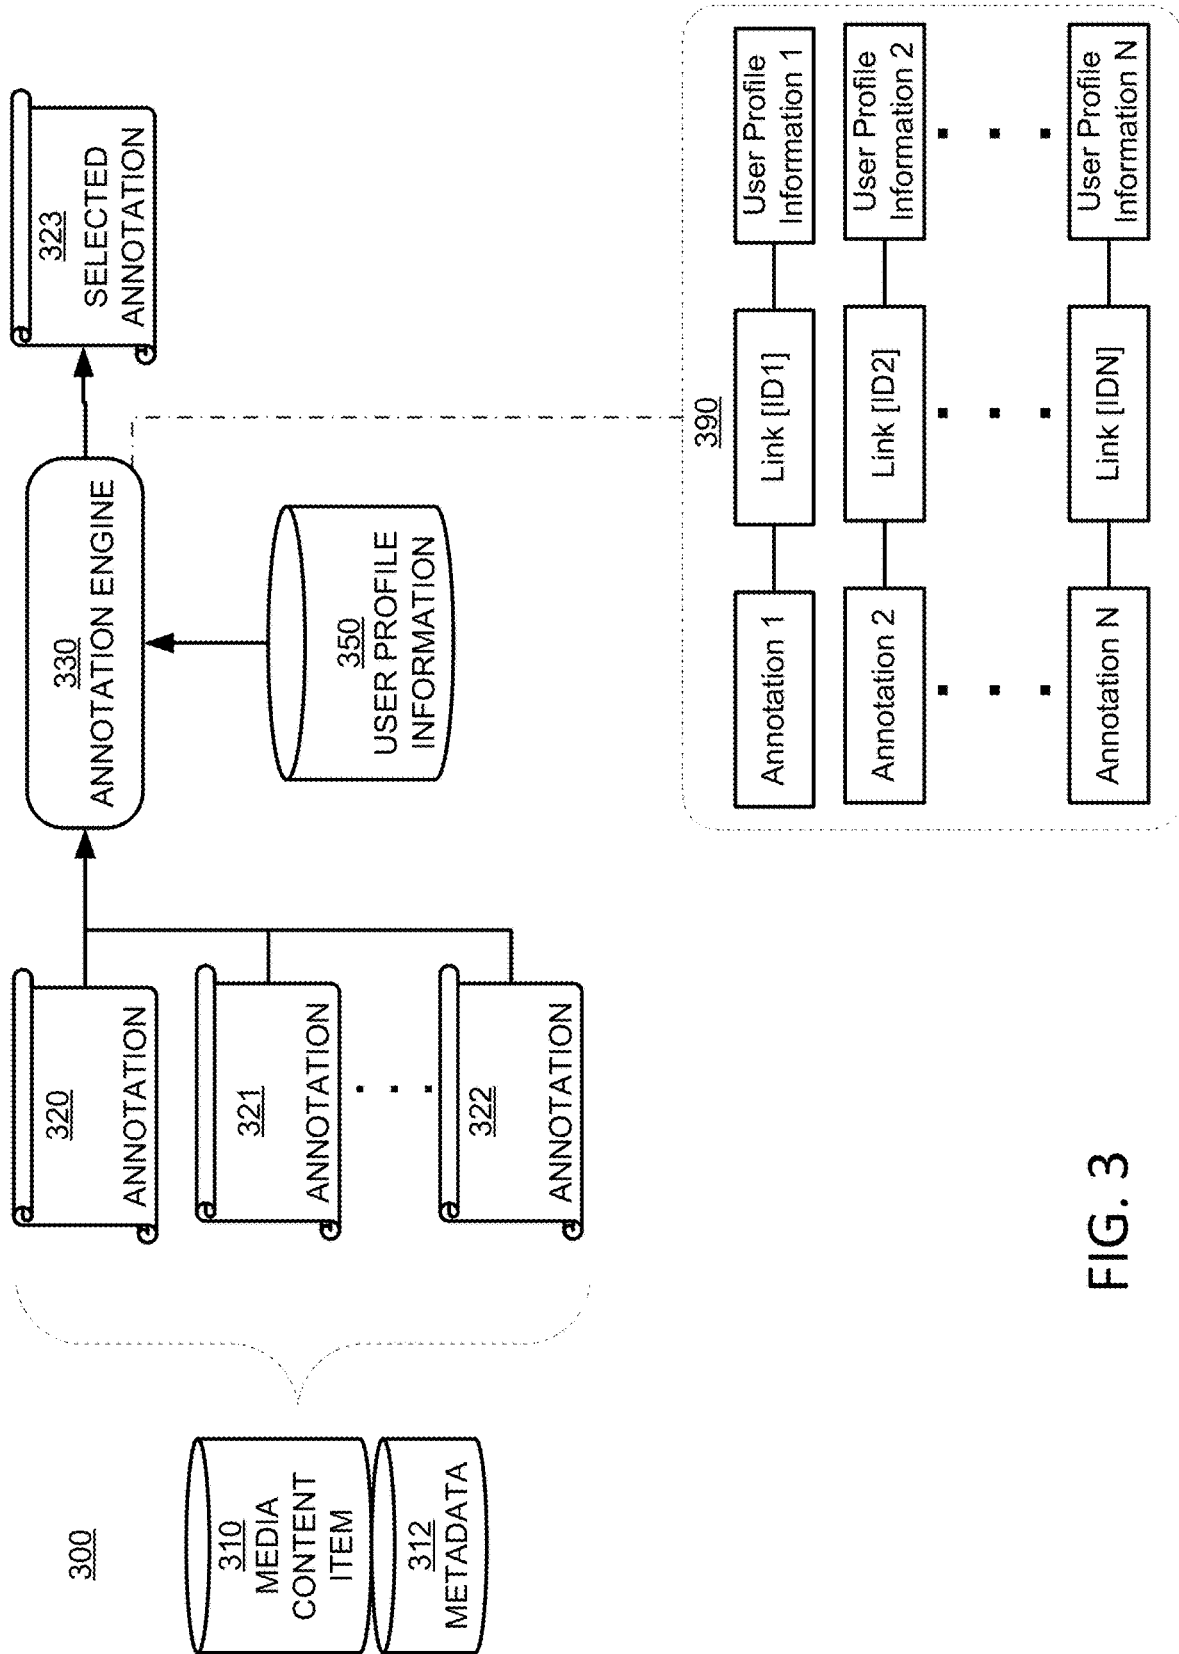 300
310
MEDIA
CONTENT
ITEM
312
METADATA
320
ANNOTATION
321
ANNOTATION
322
ANNOTATION
330
ANNOTATION ENGINE
350
USER PROFILE
INFORMATION
323
SELECTED
ANNOTATION
390
Annotation 1
Link [ID1]
User Profile
Information 1
Annotation 2
Link [ID2]
User Profile
Information 2
Annotation N
Link [IDN]
User Profile
Information N
FIG. 3